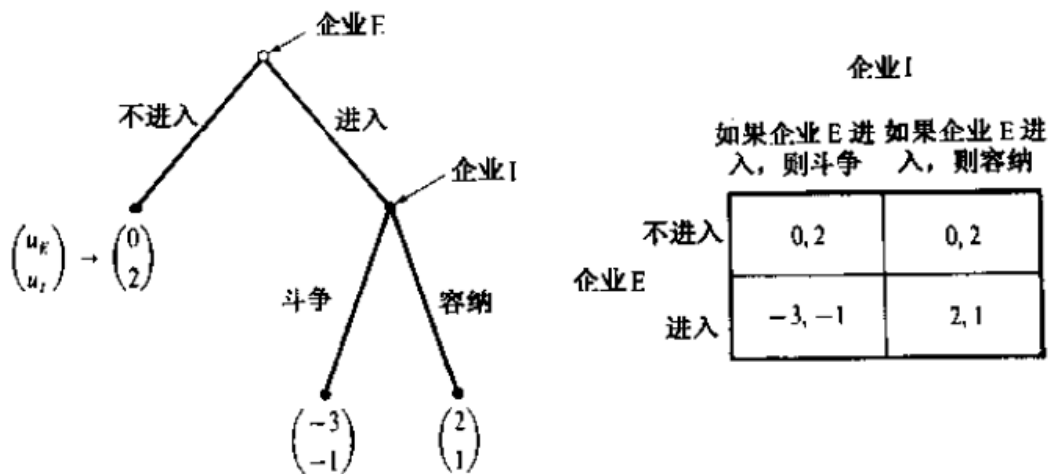 企业E
不进入
进入
企业I
(u_E u_I) → (0 2)
斗争
容纳
(-3 -1)
(2 1)
企业I
如果企业E进入，则斗争
如果企业E进入，则容纳
不进入
0, 2
0, 2
企业E
进入
-3, -1
2, 1